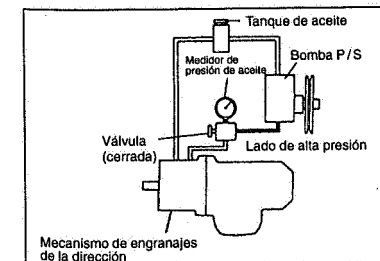 Tanque de aceite
Bomba P/S
Medidor de
presión de aceite
Válvula
(cerrada)
Lado de alta presión
Mecanismo de engranajes
de la dirección